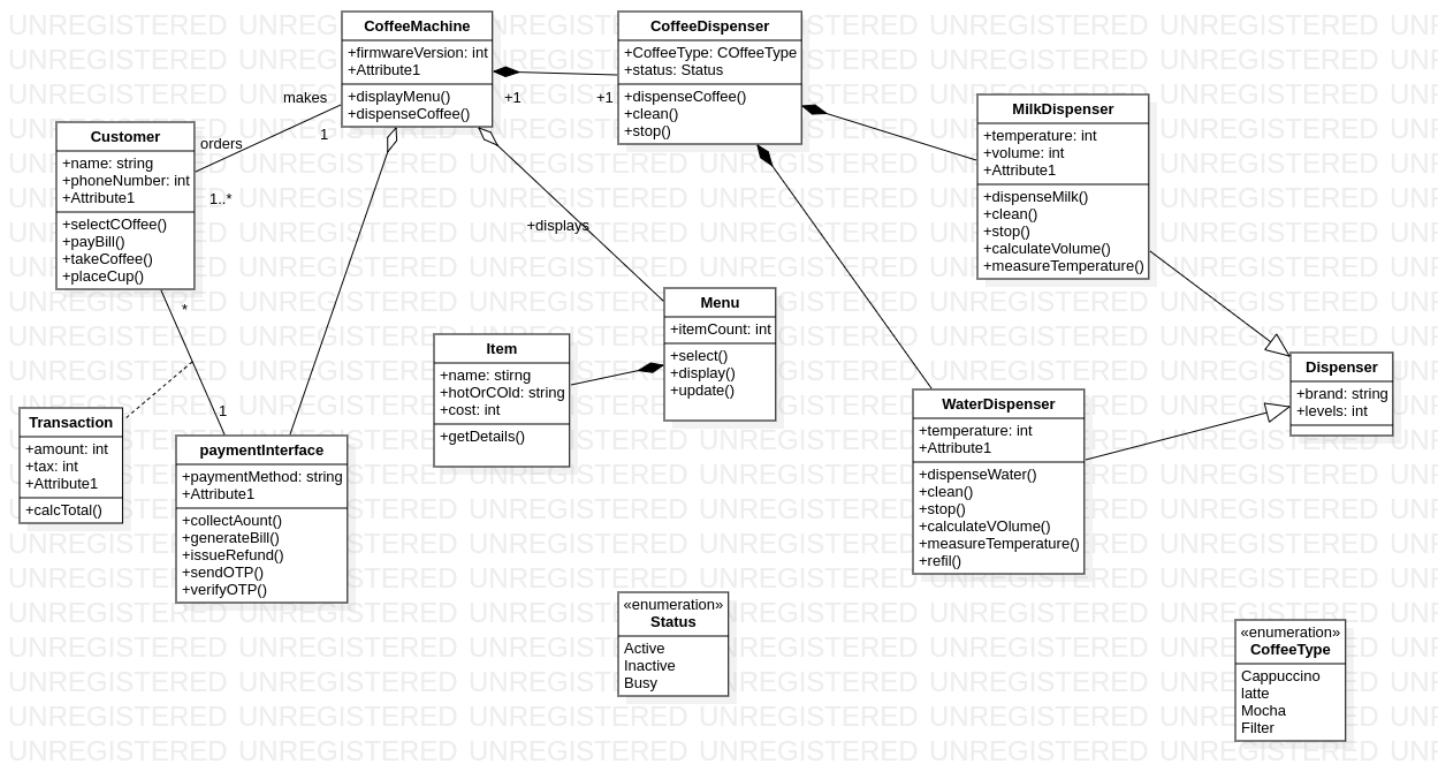 CoffeeMachine
+firmwareVersion: int
+Attribute1
+displayMenu()
+dispenseCoffee()
CoffeeDispenser
+CoffeeType: COffeeType
+status: Status
+dispenseCoffee()
+clean()
+stop()
+1
+1
makes
1
orders
1..*
Customer
+name: string
+phoneNumber: int
+Attribute1
+selectCOffee()
+payBill()
+takeCoffee()
+placeCup()
MilkDispenser
+temperature: int
+volume: int
+Attribute1
+dispenseMilk()
+clean()
+stop()
+calculateVolume()
+measureTemperature()
+displays
*
1
Menu
+itemCount: int
+select()
+display()
+update()
Item
+name: stirng
+hotOrCOld: string
+cost: int
+getDetails()
Dispenser
+brand: string
+levels: int
WaterDispenser
+temperature: int
+Attribute1
+dispenseWater()
+clean()
+stop()
+calculateVOlume()
+measureTemperature()
+refil()
Transaction
+amount: int
+tax: int
+Attribute1
+calcTotal()
paymentInterface
+paymentMethod: string
+Attribute1
+collectAount()
+generateBill()
+issueRefund()
+sendOTP()
+verifyOTP()
«enumeration»
Status
Active
Inactive
Busy
«enumeration»
CoffeeType
Cappuccino
latte
Mocha
Filter
UNREGISTERED